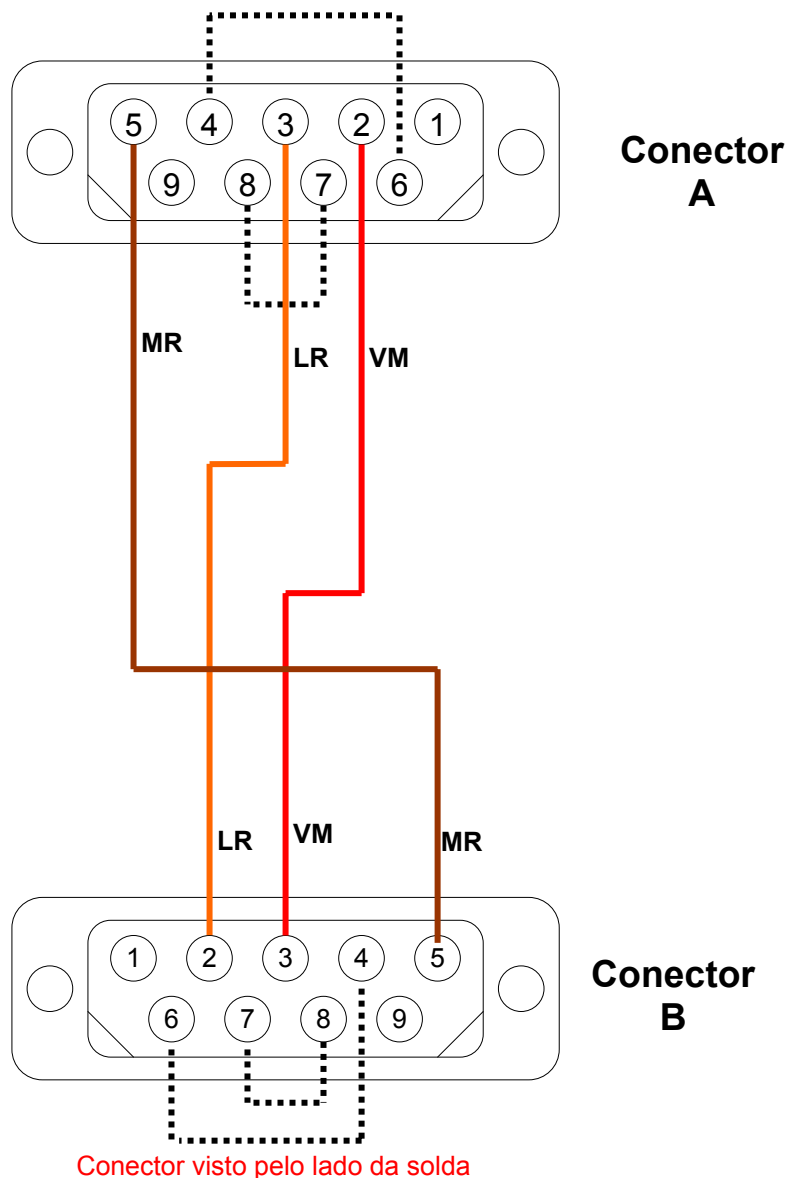 5 4 3 2 1
Conector
A
9 8 7 6
MR
LR
VM
LR
VM
MR
1 2 3 4 5
Conector
B
6 7 8 9
Conector visto pelo lado da solda